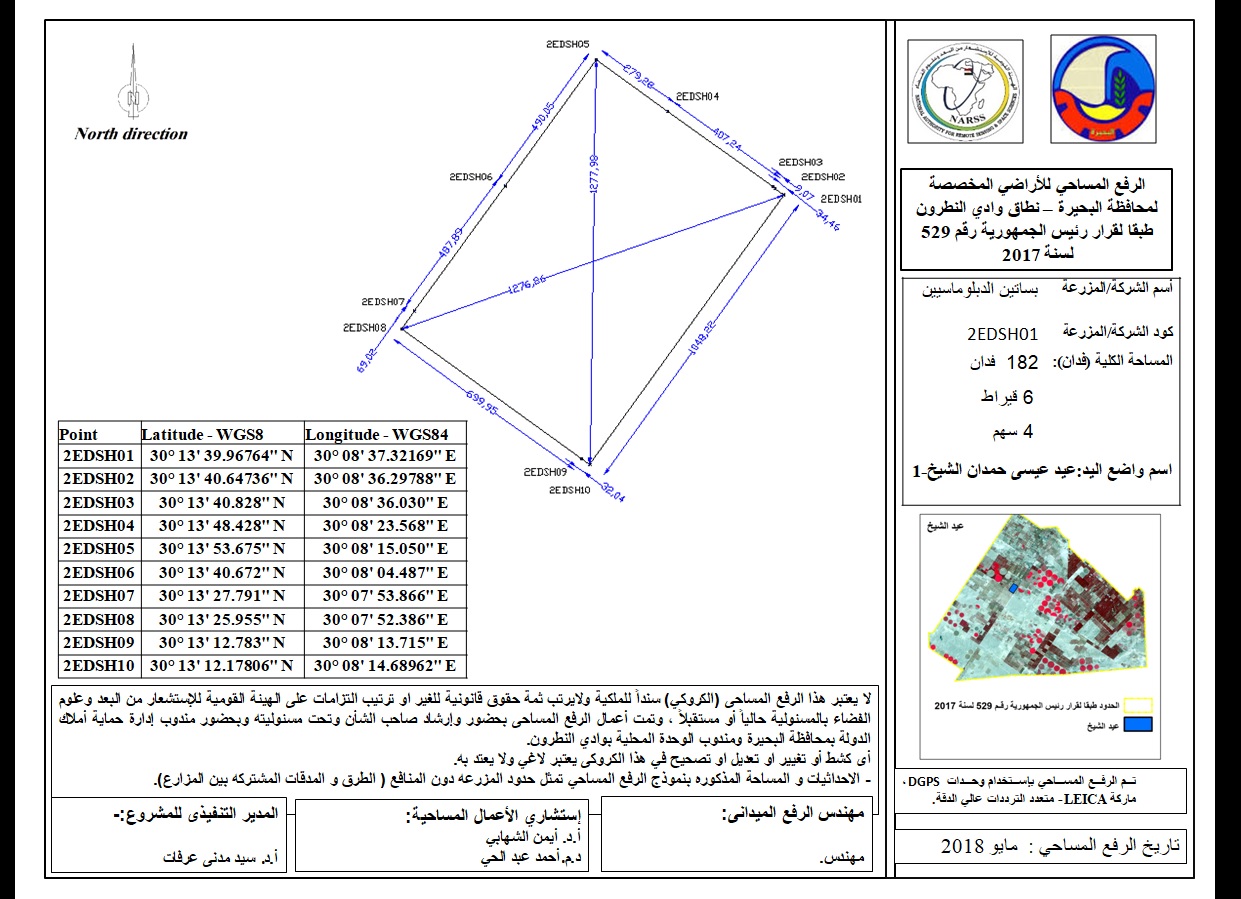 North direction
2EDSH05
279,28
2EDSH04
407,24
490,05
2EDSH03
2EDSH02
9,07
2EDSH01
34,46
1277,98
2EDSH06
487,89
1276,86
2EDSH07
2EDSH08
69,02
1048,22
699,95
2EDSH09
2EDSH10
32,04
Point Latitude - WGS8 Longitude - WGS84
2EDSH01 30° 13' 39.96764" N 30° 08' 37.32169" E
2EDSH02 30° 13' 40.64736" N 30° 08' 36.29788" E
2EDSH03 30° 13' 40.828" N 30° 08' 36.030" E
2EDSH04 30° 13' 48.428" N 30° 08' 23.568" E
2EDSH05 30° 13' 53.675" N 30° 08' 15.050" E
2EDSH06 30° 13' 40.672" N 30° 08' 04.487" E
2EDSH07 30° 13' 27.791" N 30° 07' 53.866" E
2EDSH08 30° 13' 25.955" N 30° 07' 52.386" E
2EDSH09 30° 13' 12.783" N 30° 08' 13.715" E
2EDSH10 30° 13' 12.17806" N 30° 08' 14.68962" E
NARSS
NATIONAL AUTHORITY FOR REMOTE SENSING & SPACE SCIENCES
البحيرة
الرفع المساحي للأراضي المخصصة
لمحافظة البحيرة – نطاق وادي النطرون
طبقا لقرار رئيس الجمهورية رقم 529
لسنة 2017
أسم الشركة/المزرعة بساتين الدبلوماسيين
كود الشركة/المزرعة 2EDSH01
المساحة الكلية (فدان): 182 فدان
6 قيراط
4 سهم
اسم واضع اليد:عيد عيسى حمدان الشيخ-1
عيد الشيخ
الحدود طبقا لقرار رئيس الجمهورية رقم 529 لسنة 2017
عيد الشيخ
تـم الرفـع المسـاحي بإسـتخدام وحـدات DGPS ،
ماركة LEICA - متعدد الترددات عالي الدقة.
تاريخ الرفع المساحي : مايو 2018
لا يعتبر هذا الرفع المساحى (الكروكي) سنداً للملكية ولايرتب ثمة حقوق قانونية للغير او ترتيب التزامات على الهيئة القومية للإستشعار من البعد وعلوم
الفضاء بالمسئولية حالياً أو مستقبلاً ، وتمت أعمال الرفع المساحى بحضور وإرشاد صاحب الشأن وتحت مسئوليته وبحضور مندوب إدارة حماية أملاك
الدولة بمحافظة البحيرة ومندوب الوحدة المحلية بوادي النطرون.
أى كشط أو تغيير او تعديل او تصحيح في هذا الكروكى يعتبر لاغي ولا يعتد به.
- الاحداثيات و المساحة المذكوره بنموذج الرفع المساحي تمثل حدود المزرعه دون المنافع ( الطرق و المدقات المشتركه بين المزارع).
مهندس الرفع الميدانى:
مهندس.
إستشاري الأعمال المساحية:
أ.د. أيمن الشهابي
د.م.أحمد عبد الحي
المدير التنفيذى للمشروع:-
أ.د. سيد مدنى عرفات